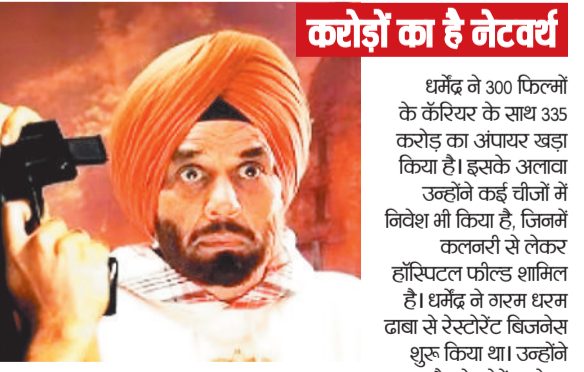 करोड़ों का है नेटवर्थ
धर्मेंद्र ने 300 फिल्मों
के कॅरियर के साथ 335
करोड़ का अंपायर खड़ा
किया है। इसके अलावा
उन्होंने कई चीजों में
निवेश भी किया है, जिनमें
कलनरी से लेकर
हॉस्पिटल फील्ड शामिल
है। धर्मेंद्र ने गरम धरम
ढाबा से रेस्टोरेंट बिजनेस
शुरू किया था। उन्होंने